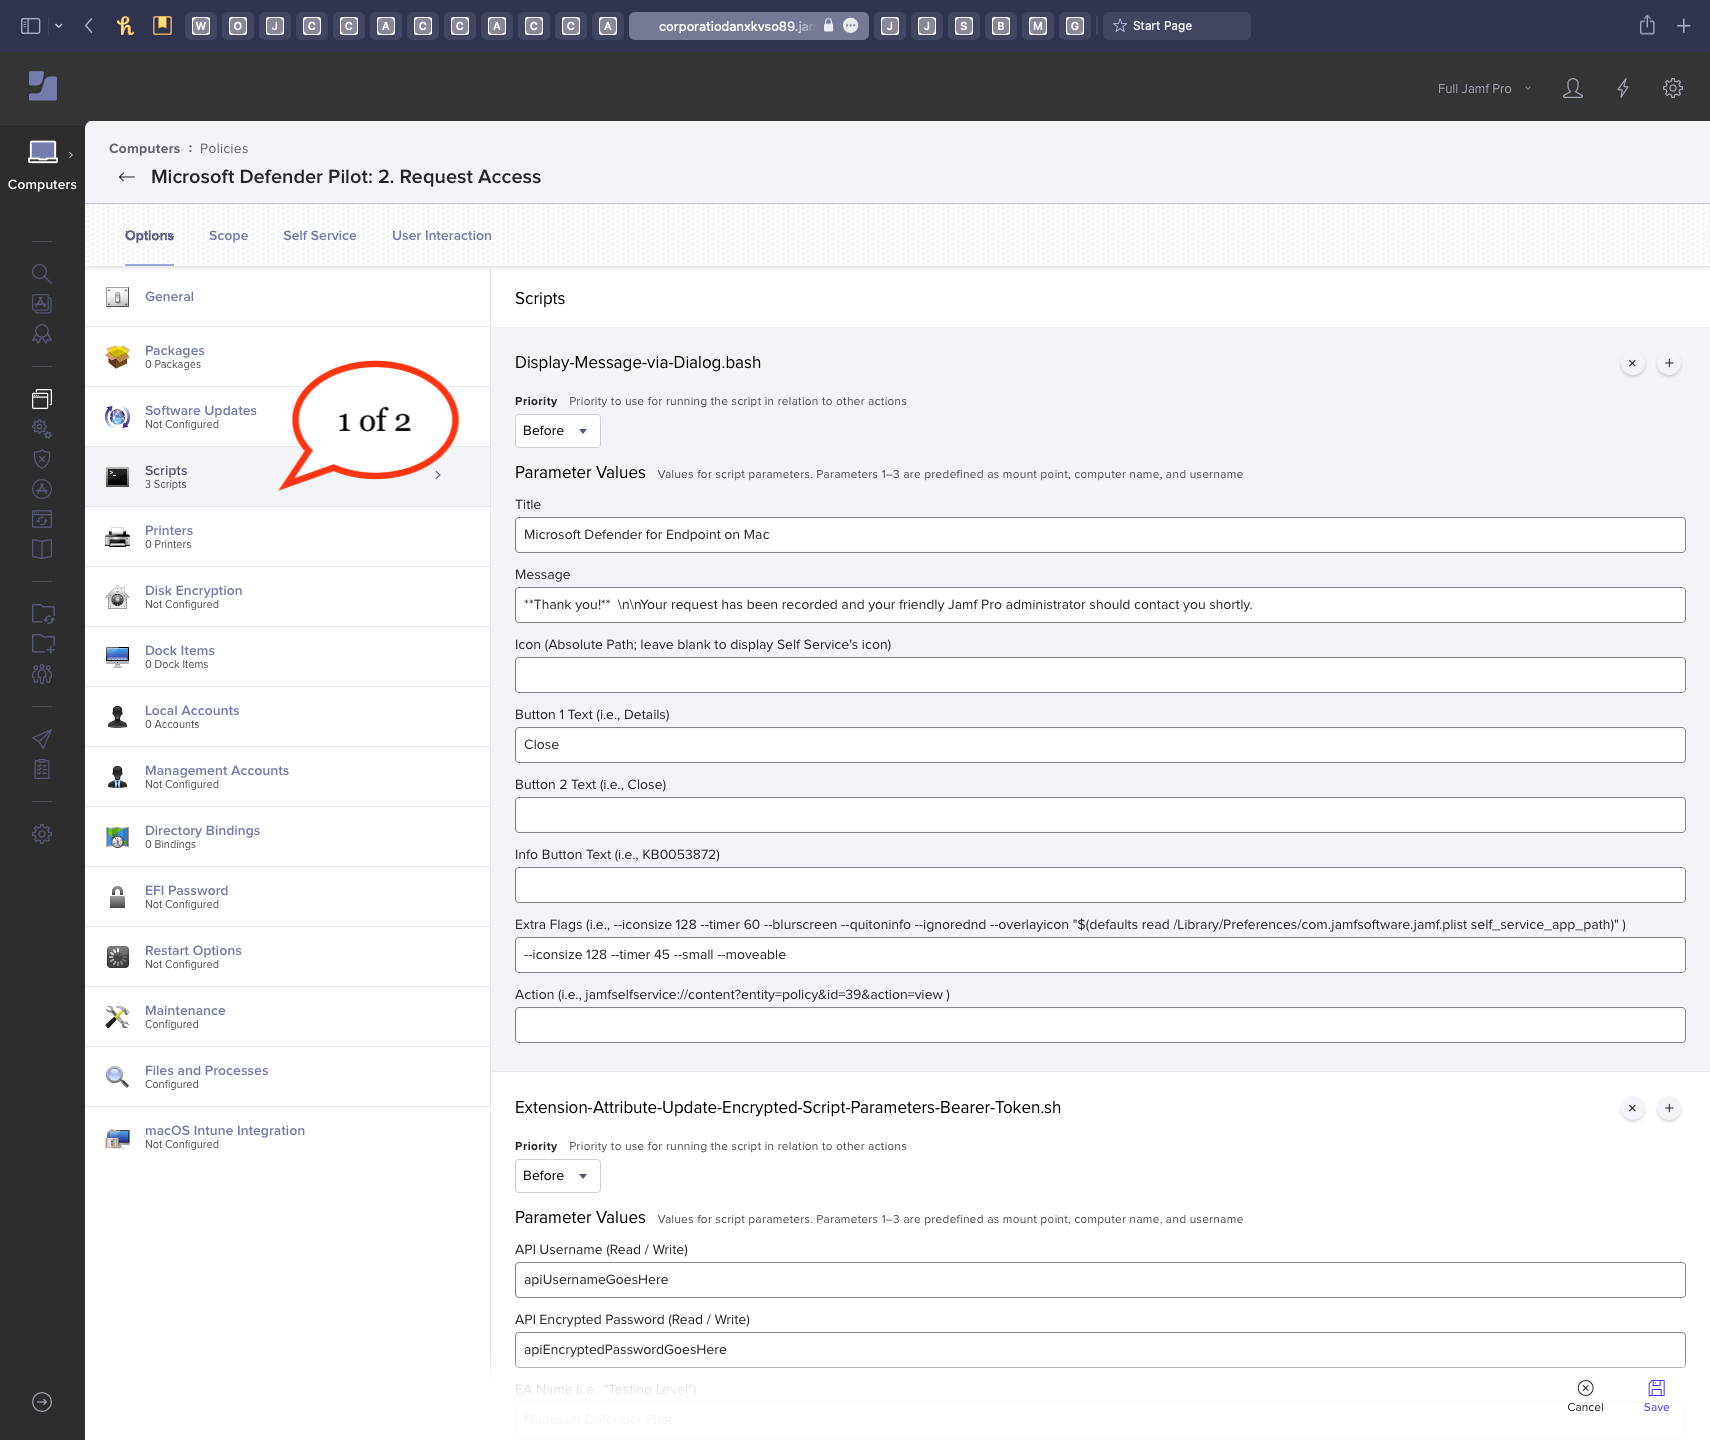 W O J C C A C C A C C A corporatiodanxkvso89.jam J J S B M G Start Page
Full Jamf Pro
Computers
Computers : Policies
Microsoft Defender Pilot: 2. Request Access
Options Scope Self Service User Interaction
General
Packages
0 Packages
Software Updates
Not Configured
1 of 2
Scripts
3 Scripts
Printers
0 Printers
Disk Encryption
Not Configured
Dock Items
0 Dock Items
Local Accounts
0 Accounts
Management Accounts
Not Configured
Directory Bindings
0 Bindings
EFI Password
Not Configured
Restart Options
Not Configured
Maintenance
Configured
Files and Processes
Configured
macOS Intune Integration
Not Configured
Scripts
Display-Message-via-Dialog.bash
Priority Priority to use for running the script in relation to other actions
Before
Parameter Values Values for script parameters. Parameters 1–3 are predefined as mount point, computer name, and username
Title
Microsoft Defender for Endpoint on Mac
Message
**Thank you!** \n\nYour request has been recorded and your friendly Jamf Pro administrator should contact you shortly.
Icon (Absolute Path; leave blank to display Self Service's icon)
Button 1 Text (i.e., Details)
Close
Button 2 Text (i.e., Close)
Info Button Text (i.e., KB0053872)
Extra Flags (i.e., --iconsize 128 --timer 60 --blurscreen --quitoninfo --ignorednd --overlayicon "$(defaults read /Library/Preferences/com.jamfsoftware.jamf.plist self_service_app_path)" )
--iconsize 128 --timer 45 --small --moveable
Action (i.e., jamfselfservice://content?entity=policy&id=39&action=view )
Extension-Attribute-Update-Encrypted-Script-Parameters-Bearer-Token.sh
Priority Priority to use for running the script in relation to other actions
Before
Parameter Values Values for script parameters. Parameters 1–3 are predefined as mount point, computer name, and username
API Username (Read / Write)
apiUsernameGoesHere
API Encrypted Password (Read / Write)
apiEncryptedPasswordGoesHere
EA Name (i.e., "Testing Level")
Microsoft Defender Pilot
Cancel Save